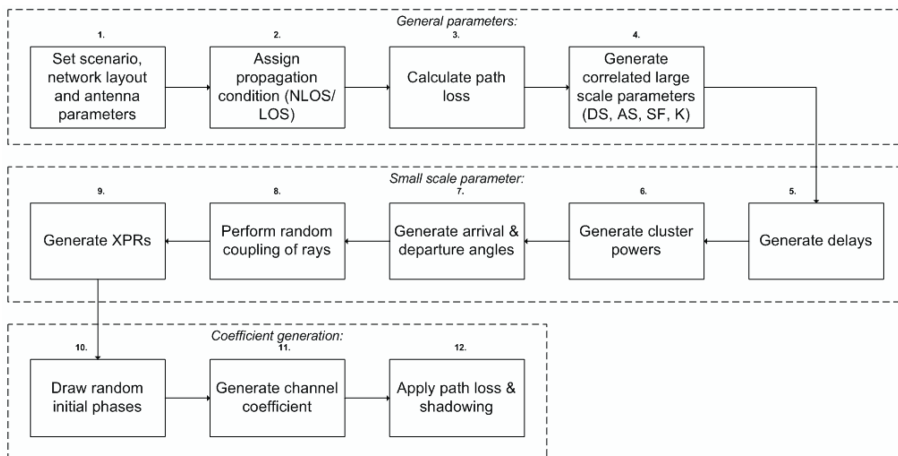 General parameters:
1.
Set scenario,
network layout
and antenna
parameters
2.
Assign
propagation
condition (NLOS/
LOS)
3.
Calculate path
loss
4.
Generate
correlated large
scale parameters
(DS, AS, SF, K)
Small scale parameter:
5.
Generate delays
6.
Generate cluster
powers
7.
Generate arrival &
departure angles
8.
Perform random
coupling of rays
9.
Generate XPRs
Coefficient generation:
10.
Draw random
initial phases
11.
Generate channel
coefficient
12.
Apply path loss &
shadowing